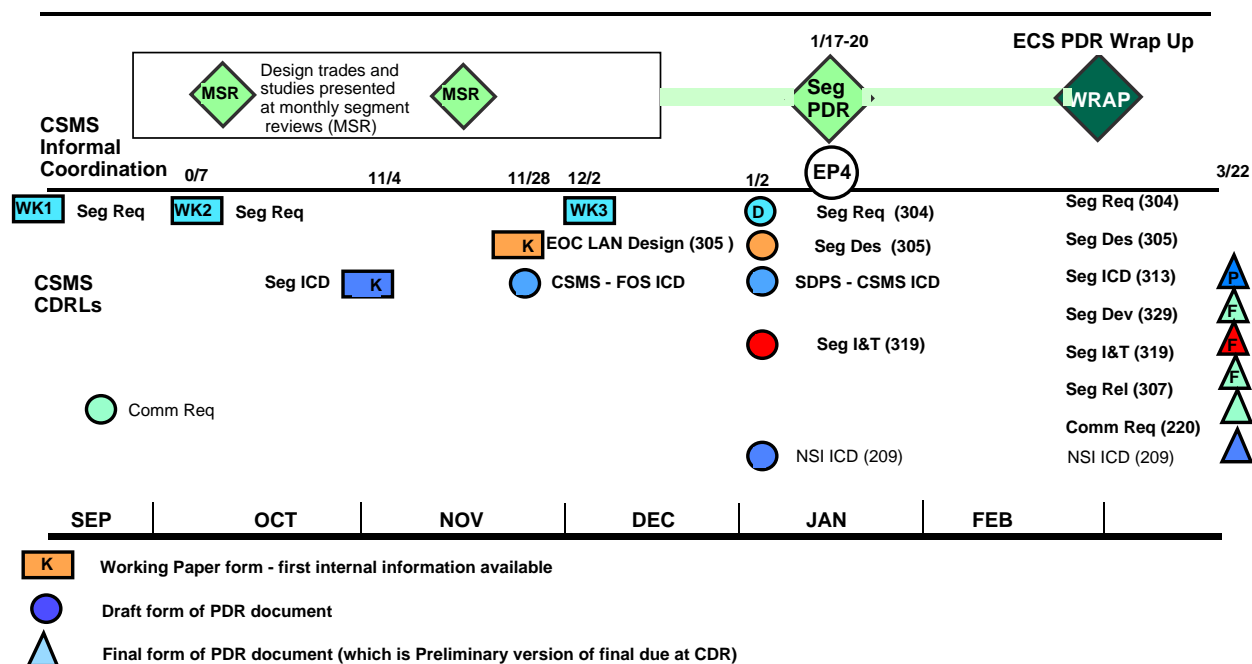 1/17-20
ECS PDR Wrap Up
MSR
Design trades and
studies presented
at monthly segment
reviews (MSR)
MSR
Seg
PDR
WRAP
CSMS
Informal
Coordination
EP4
0/7
11/4
11/28
12/2
1/2
3/22
WK1
Seg Req
WK2
Seg Req
WK3
D
Seg Req (304)
Seg Req (304)
K
EOC LAN Design (305 )
Seg Des (305)
Seg Des (305)
CSMS
CDRLs
Seg ICD
K
CSMS - FOS ICD
SDPS - CSMS ICD
Seg ICD (313)
P
Seg Dev (329)
F
Seg I&T (319)
Seg I&T (319)
F
Seg Rel (307)
F
Comm Req
Comm Req (220)
NSI ICD (209)
NSI ICD (209)
SEP
OCT
NOV
DEC
JAN
FEB
K
Working Paper form - first internal information available
Draft form of PDR document
Final form of PDR document (which is Preliminary version of final due at CDR)